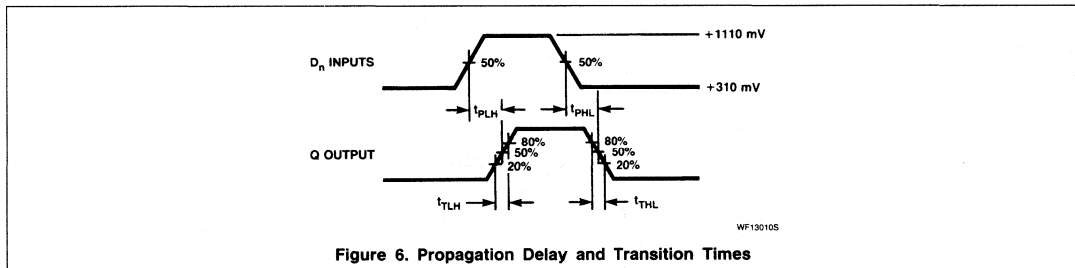 +1110 mV
Dn INPUTS
50%
50%
+310 mV
tPLH
tPHL
80%
50%
20%
80%
50%
20%
Q OUTPUT
tTLH
tTHL
WF13010S
Figure 6. Propagation Delay and Transition Times